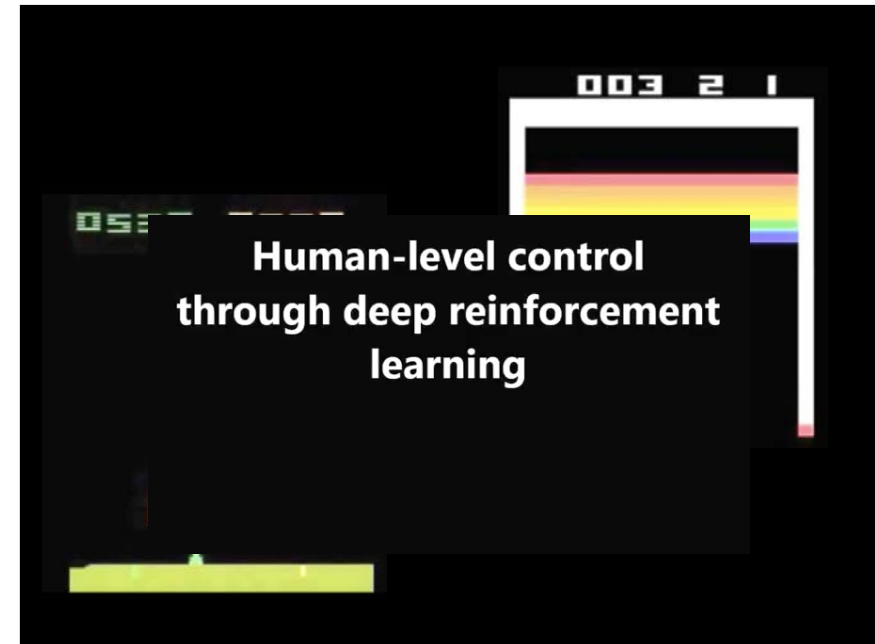 003 2 1
Human-level control
through deep reinforcement
learning